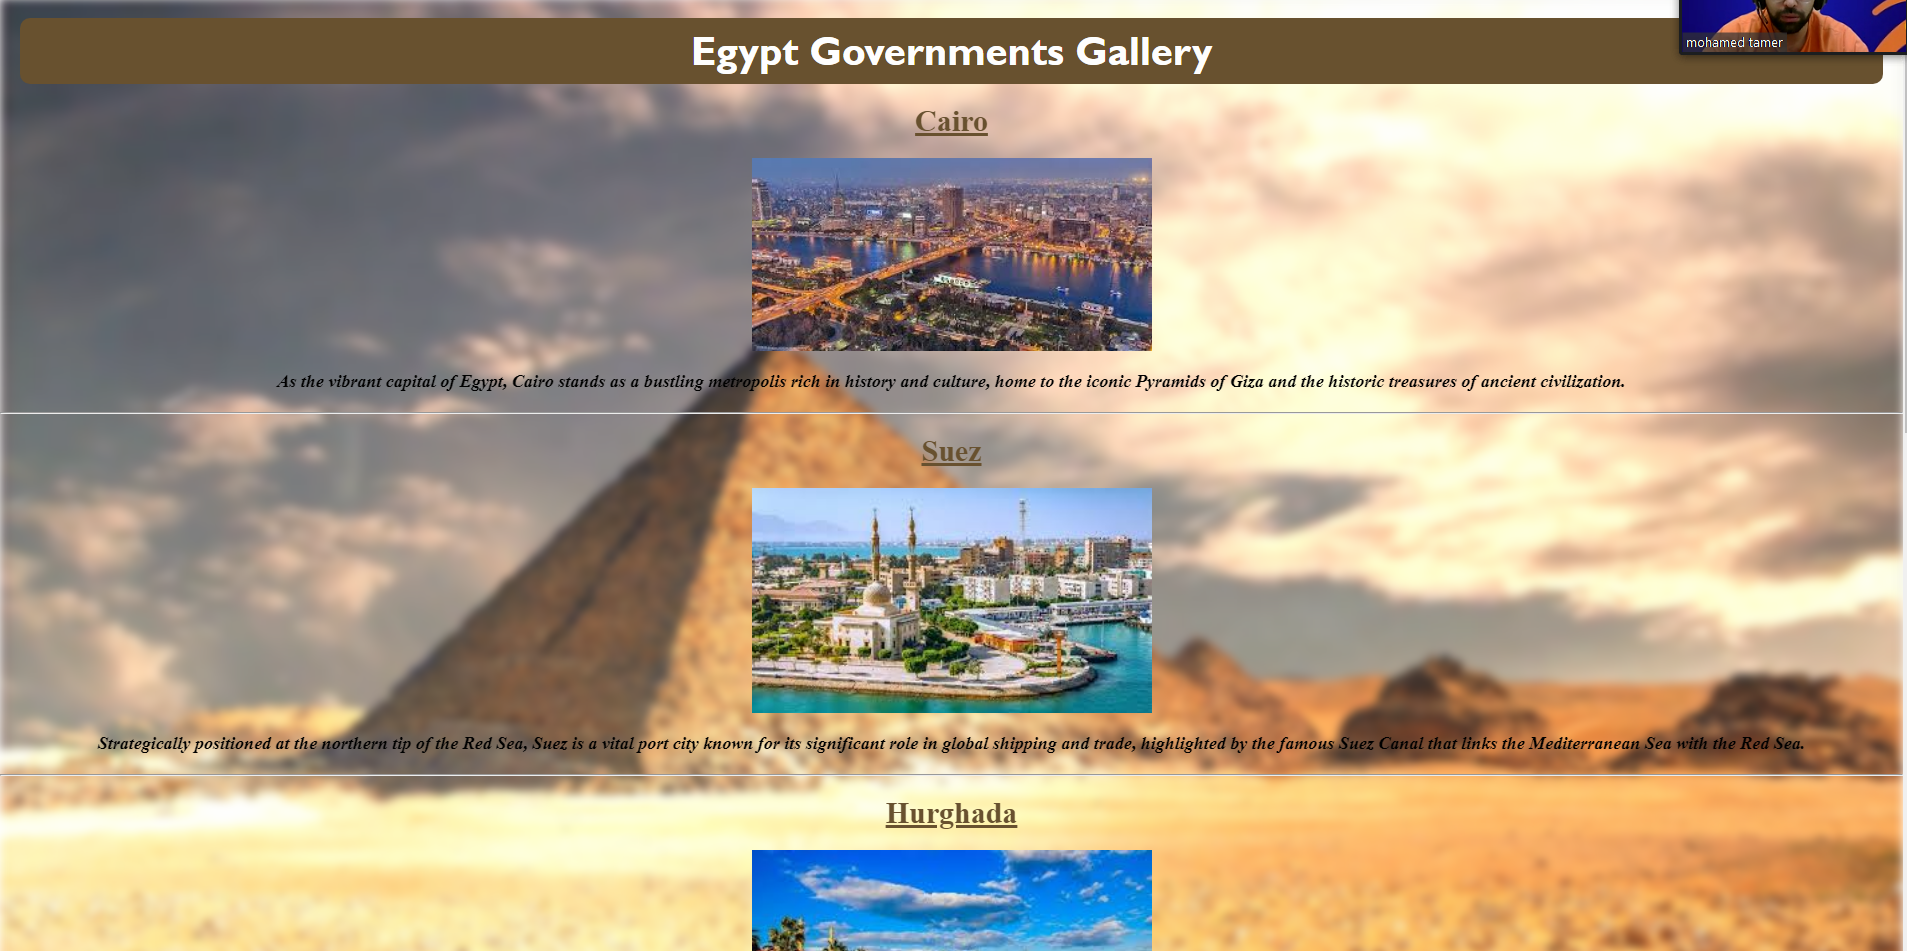 Egypt Governments Gallery
mohamed tamer
Cairo
As the vibrant capital of Egypt, Cairo stands as a bustling metropolis rich in history and culture, home to the iconic Pyramids of Giza and the historic treasures of ancient civilization.
Suez
Strategically positioned at the northern tip of the Red Sea, Suez is a vital port city known for its significant role in global shipping and trade, highlighted by the famous Suez Canal that links the Mediterranean Sea with the Red Sea.
Hurghada